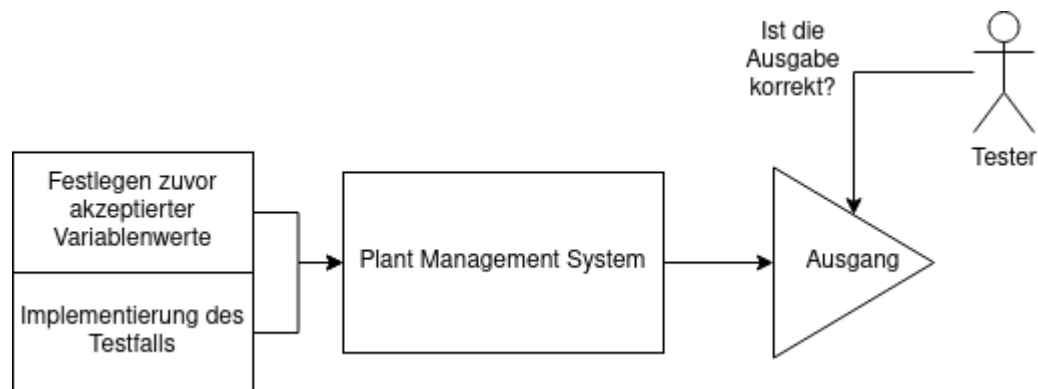 Ist die
Ausgabe
korrekt?
Tester
Festlegen zuvor
akzeptierter
Variablenwerte
Plant Management System
Ausgang
Implementierung des
Testfalls